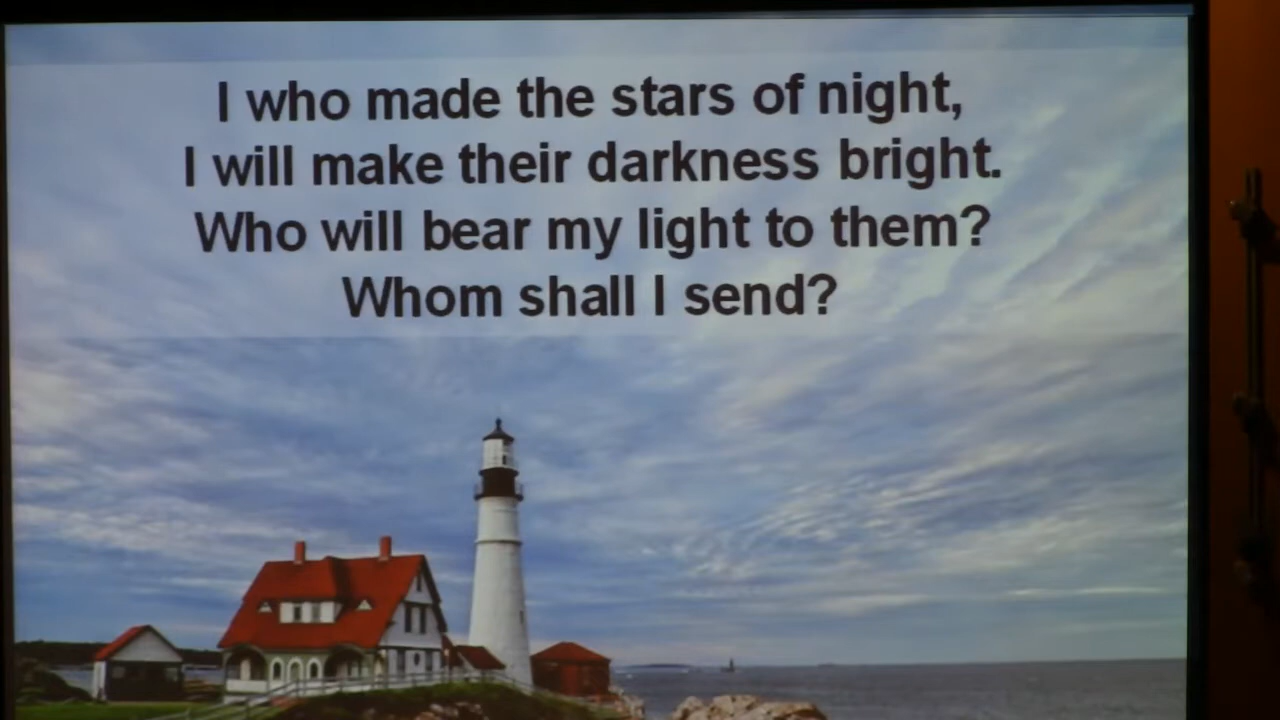 I who made the stars of night,
I will make their darkness bright.
Who will bear my light to them?
Whom shall I send?